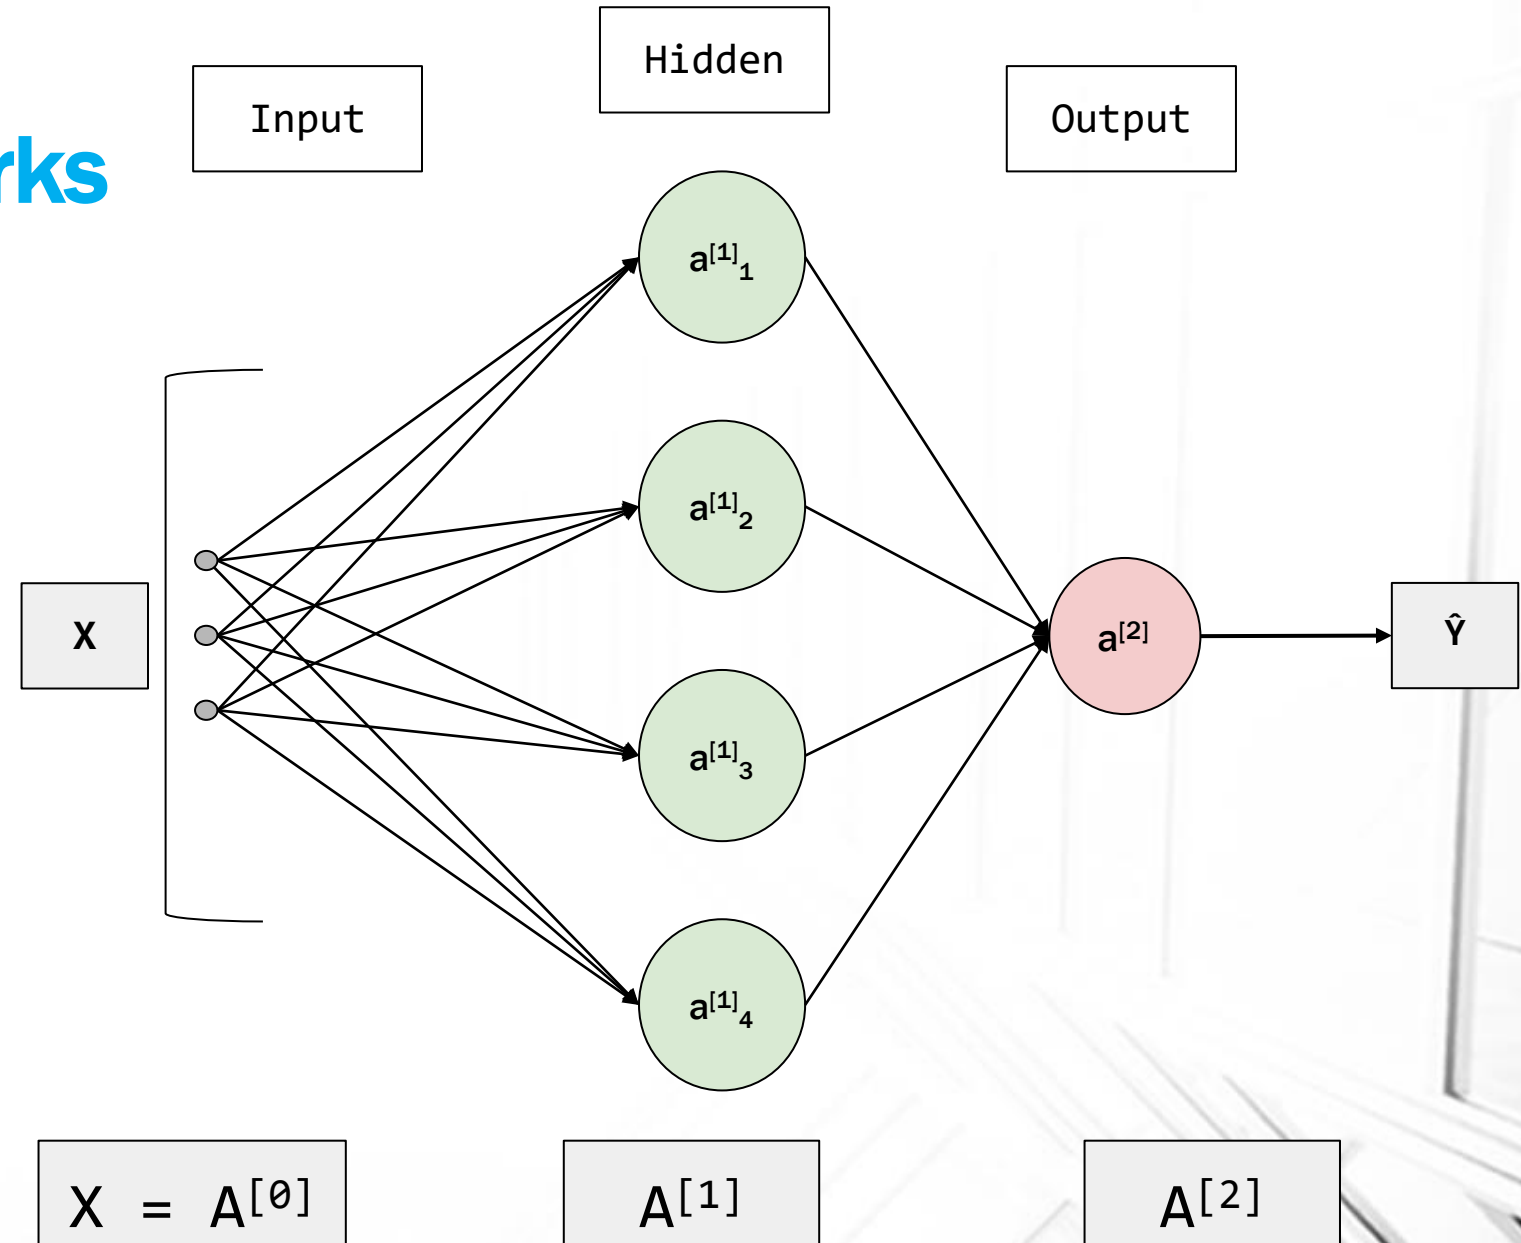 Hidden
Input
Output
rks
a[1]1
a[1]2
X
a[2]
Ŷ
a[1]3
a[1]4
X = A[0]
A[1]
A[2]